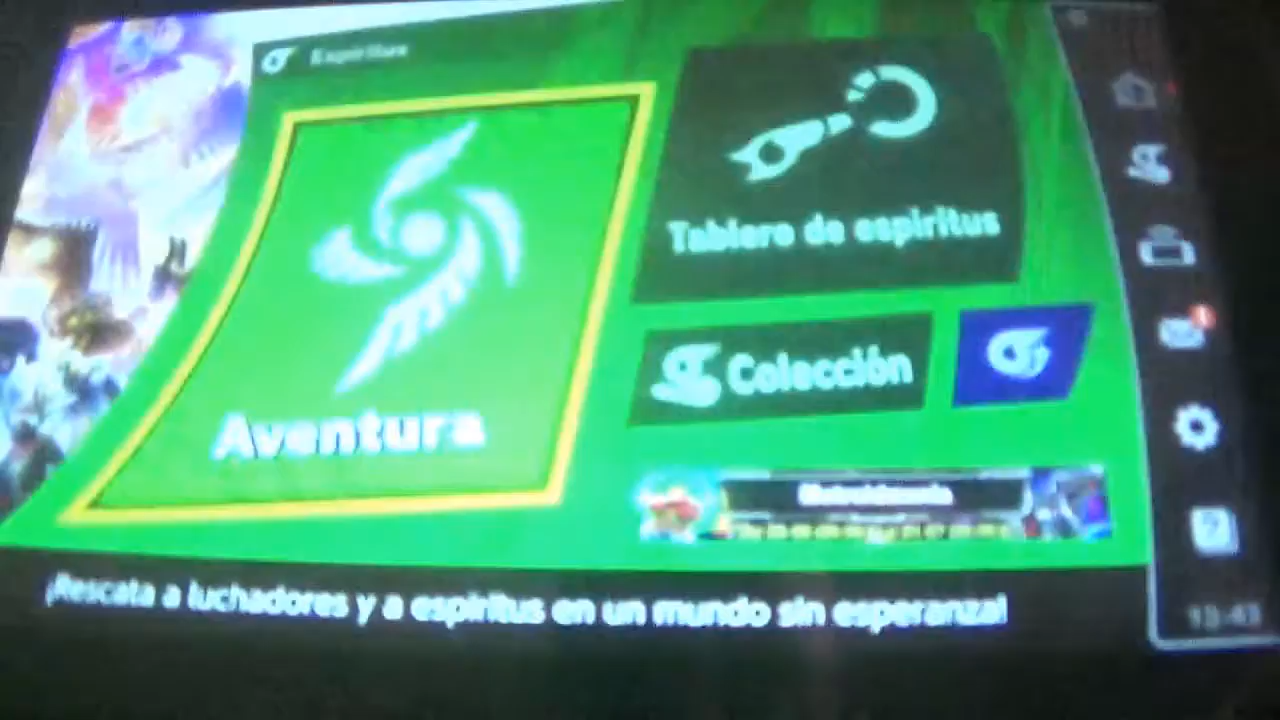 Espíritus
Tablero de espíritus
Aventura
Colección
¡Rescata a luchadores y a espíritus en un mundo sin esperanza!